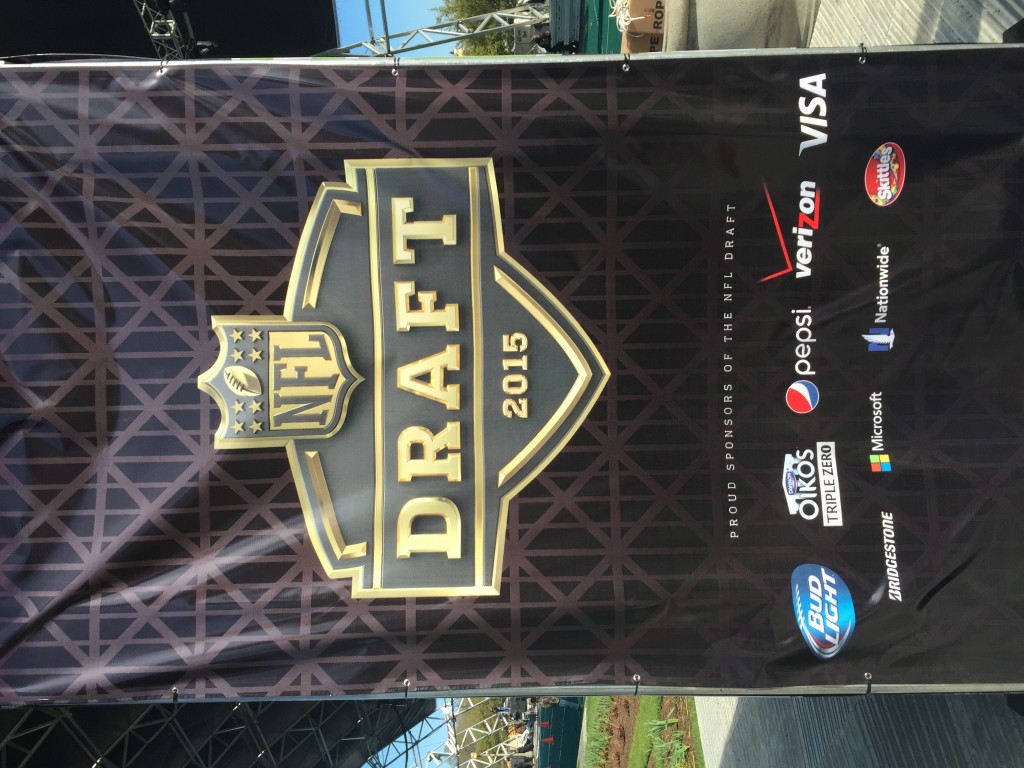 NFL
DRAFT
2015
PROUD SPONSORS OF THE NFL DRAFT
BUD LIGHT
DANNON Oikos TRIPLE ZERO
pepsi
verizon
VISA
BRIDGESTONE
Microsoft
Nationwide
Skittles